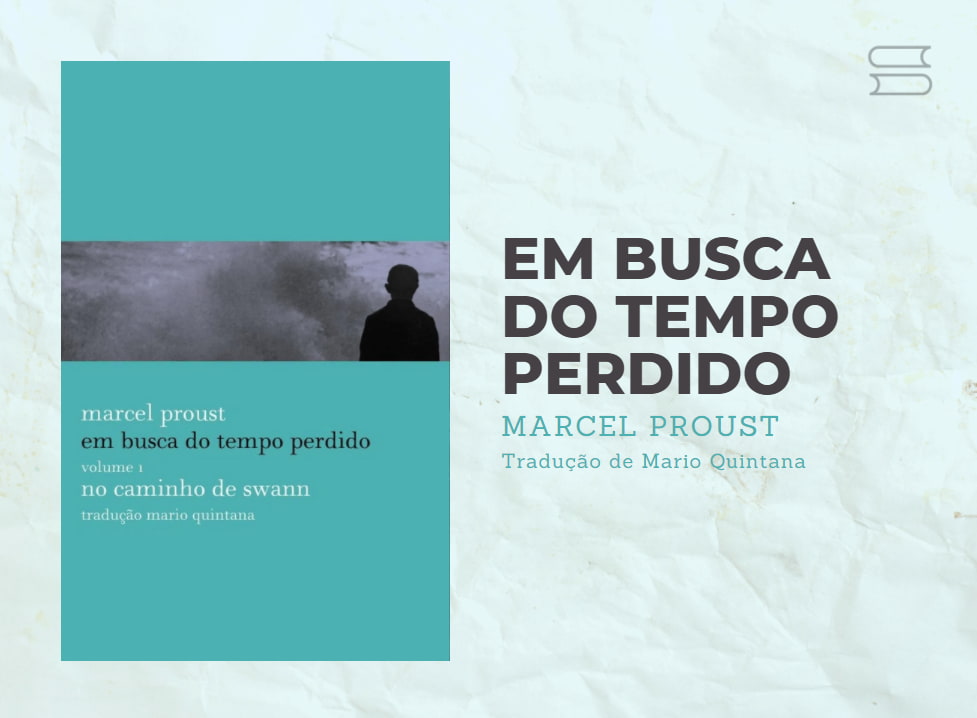 marcel proust
em busca do tempo perdido
volume 1
no caminho de swann
tradução mario quintana
EM BUSCA
DO TEMPO
PERDIDO
MARCEL PROUST
Tradução de Mario Quintana